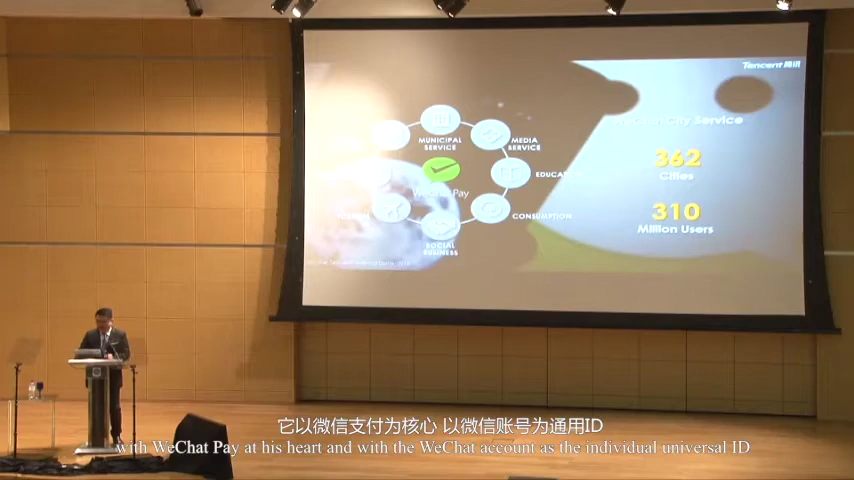 Tencent 腾讯
WeChat City Service
MUNICIPAL
SERVICE
MEDIA
SERVICE
362
Cities
WeChat Pay
310
Million Users
CONSUMPTION
SOCIAL
BUSINESS
它以微信支付为核心 以微信账号为通用ID
with WeChat Pay at his heart and with the WeChat account as the individual universal ID